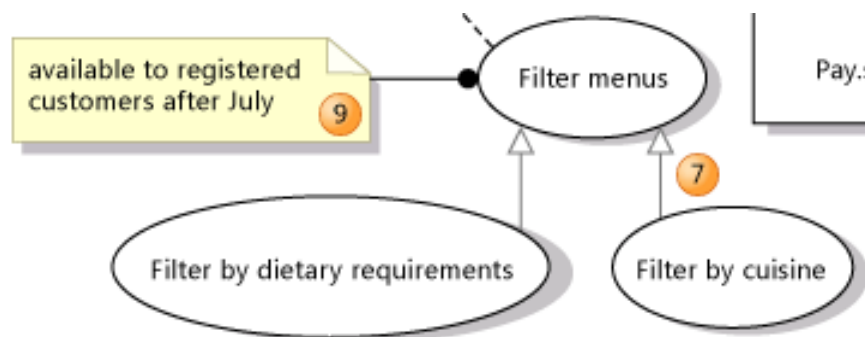 available to registered
customers after July
9
Filter menus
Pay.s
7
Filter by dietary requirements
Filter by cuisine